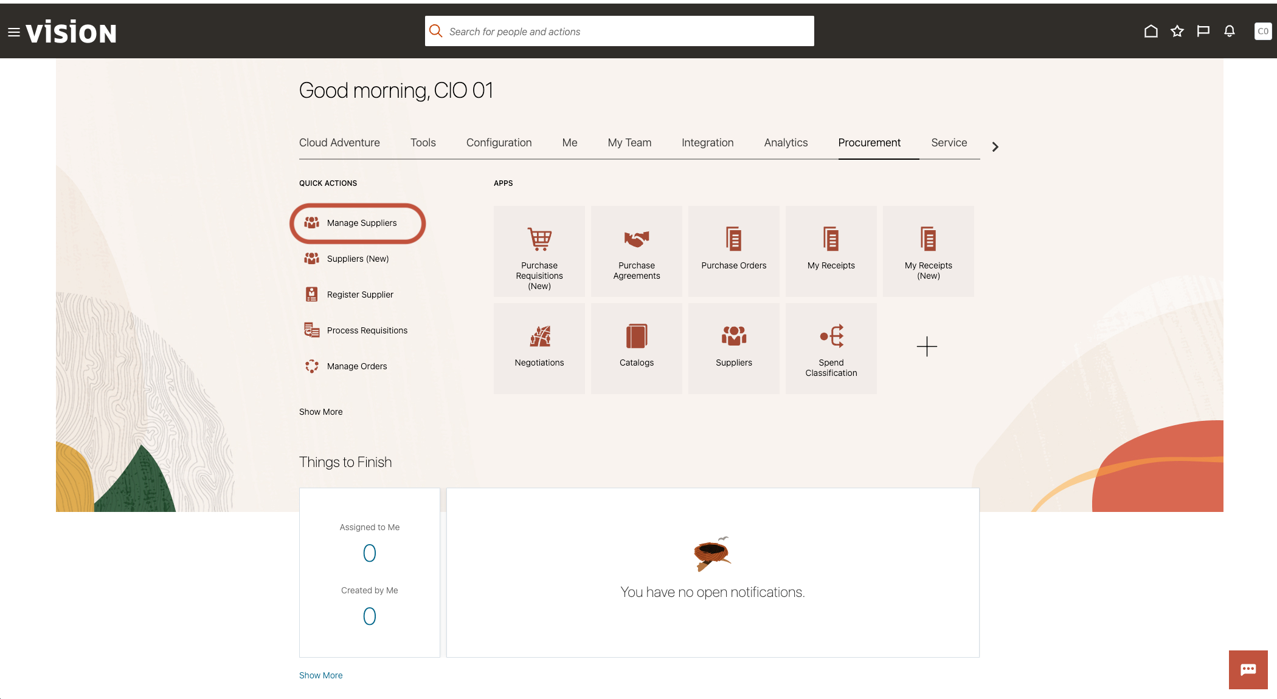 vision
Search for people and actions
CO
Good morning, CIO 01
Cloud Adventure
Tools
Configuration
Me
My Team
Integration
Analytics
Procurement
Service
QUICK ACTIONS
Manage Suppliers
Suppliers (New)
Register Supplier
Process Requisitions
Manage Orders
Show More
APPS
Purchase
Requisitions
(New)
Purchase
Agreements
Purchase Orders
My Receipts
My Receipts
(New)
Negotiations
Catalogs
Suppliers
Spend
Classification
Things to Finish
Assigned to Me
0
Created by Me
0
You have no open notifications.
Show More